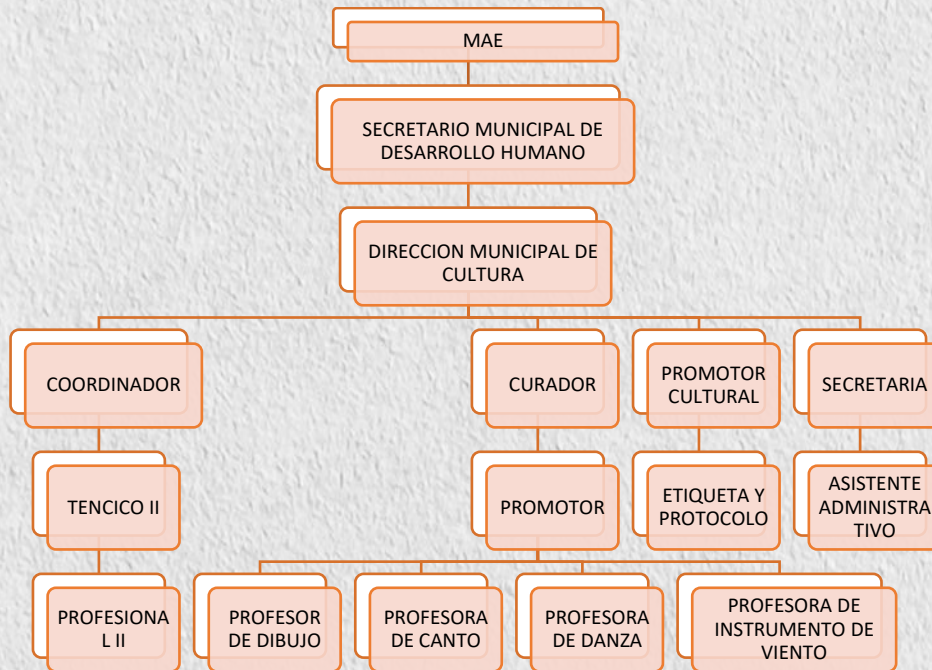 MAE
SECRETARIO MUNICIPAL DE
DESARROLLO HUMANO
DIRECCION MUNICIPAL DE
CULTURA
COORDINADOR
CURADOR
PROMOTOR
CULTURAL
SECRETARIA
TENCICO II
PROMOTOR
ETIQUETA Y
PROTOCOLO
ASISTENTE
ADMINISTRA
TIVO
PROFESIONA
L II
PROFESOR
DE DIBUJO
PROFESORA
DE CANTO
PROFESORA
DE DANZA
PROFESORA DE
INSTRUMENTO DE
VIENTO